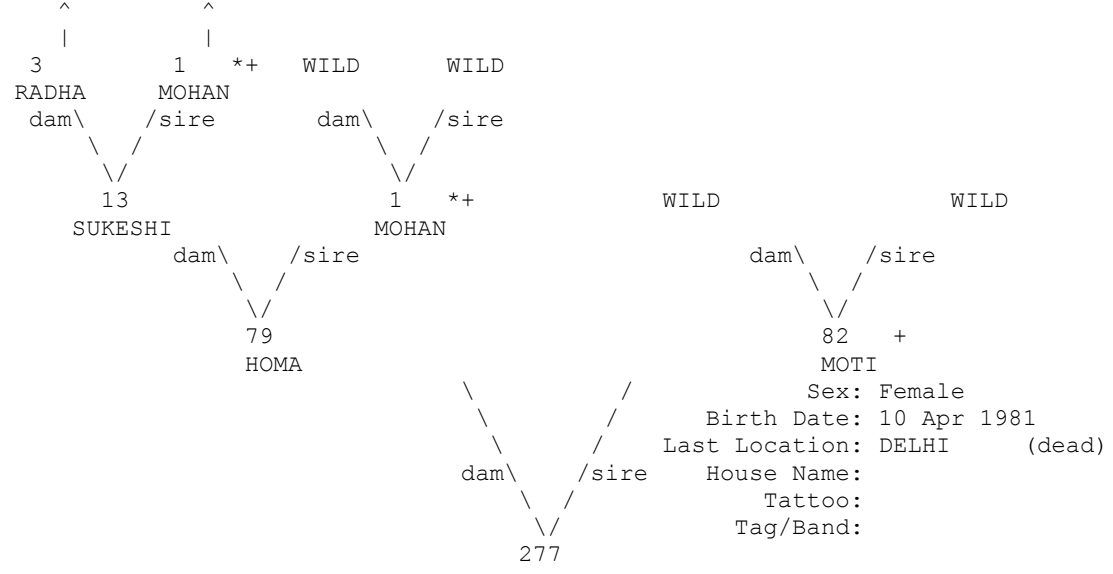 ^ ^
| |
3 1 *+ WILD WILD
RADHA MOHAN
dam\ /sire dam\ /sire
\ / \ /
\/ \/
13 1 *+ WILD WILD
SUKESHI MOHAN
dam\ /sire dam\ /sire
\ / \ /
\/ \/
79 82 +
HOMA MOTI
\ / Sex: Female
\ / Birth Date: 10 Apr 1981
\ / Last Location: DELHI (dead)
dam\ /sire House Name:
\ / Tattoo:
\/ Tag/Band:
277